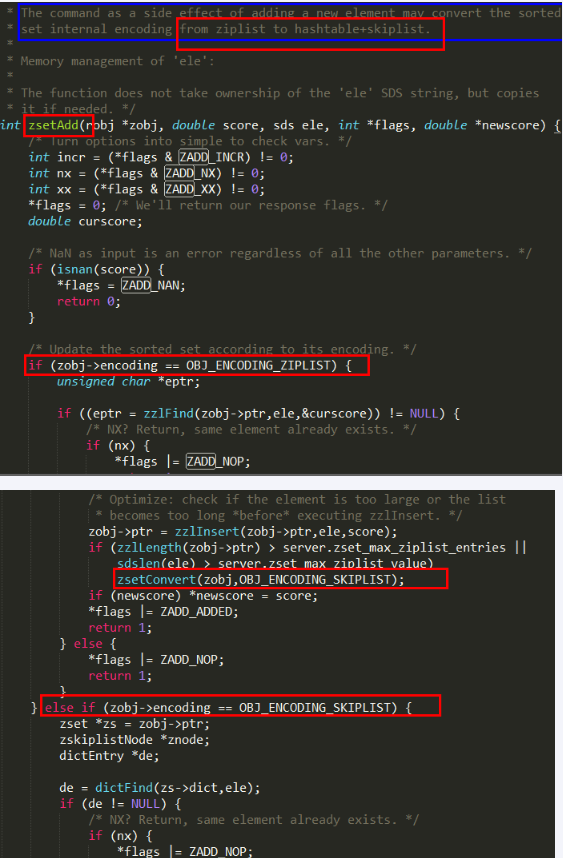 * The command as a side effect of adding a new element may convert the sorted
* set internal encoding from ziplist to hashtable+skiplist.
*
* Memory management of 'ele':
*
* The function does not take ownership of the 'ele' SDS string, but copies
* it if needed. */
int zsetAdd(robj *zobj, double score, sds ele, int *flags, double *newscore) {
/* Turn options into simple to check vars. */
int incr = (*flags & ZADD_INCR) != 0;
int nx = (*flags & ZADD_NX) != 0;
int xx = (*flags & ZADD_XX) != 0;
*flags = 0; /* We'll return our response flags. */
double curscore;
/* NaN as input is an error regardless of all the other parameters. */
if (isnan(score)) {
*flags = ZADD_NAN;
return 0;
}
/* Update the sorted set according to its encoding. */
if (zobj->encoding == OBJ_ENCODING_ZIPLIST) {
unsigned char *eptr;
if ((eptr = zzlFind(zobj->ptr,ele,&curscore)) != NULL) {
/* NX? Return, same element already exists. */
if (nx) {
*flags |= ZADD_NOP;
/* Optimize: check if the element is too large or the list
* becomes too long *before* executing zzlInsert. */
zobj->ptr = zzlInsert(zobj->ptr,ele,score);
if (zzlLength(zobj->ptr) > server.zset_max_ziplist_entries ||
sdslen(ele) > server.zset_max_ziplist_value)
zsetConvert(zobj,OBJ_ENCODING_SKIPLIST);
if (newscore) *newscore = score;
*flags |= ZADD_ADDED;
return 1;
} else {
*flags |= ZADD_NOP;
return 1;
}
} else if (zobj->encoding == OBJ_ENCODING_SKIPLIST) {
zset *zs = zobj->ptr;
zskiplistNode *znode;
dictEntry *de;
de = dictFind(zs->dict,ele);
if (de != NULL) {
/* NX? Return, same element already exists. */
if (nx) {
*flags |= ZADD_NOP;